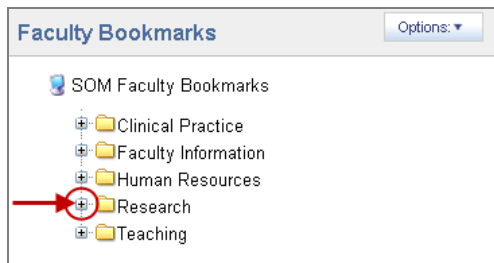 Faculty Bookmarks
Options:
SOM Faculty Bookmarks
Clinical Practice
Faculty Information
Human Resources
Research
Teaching